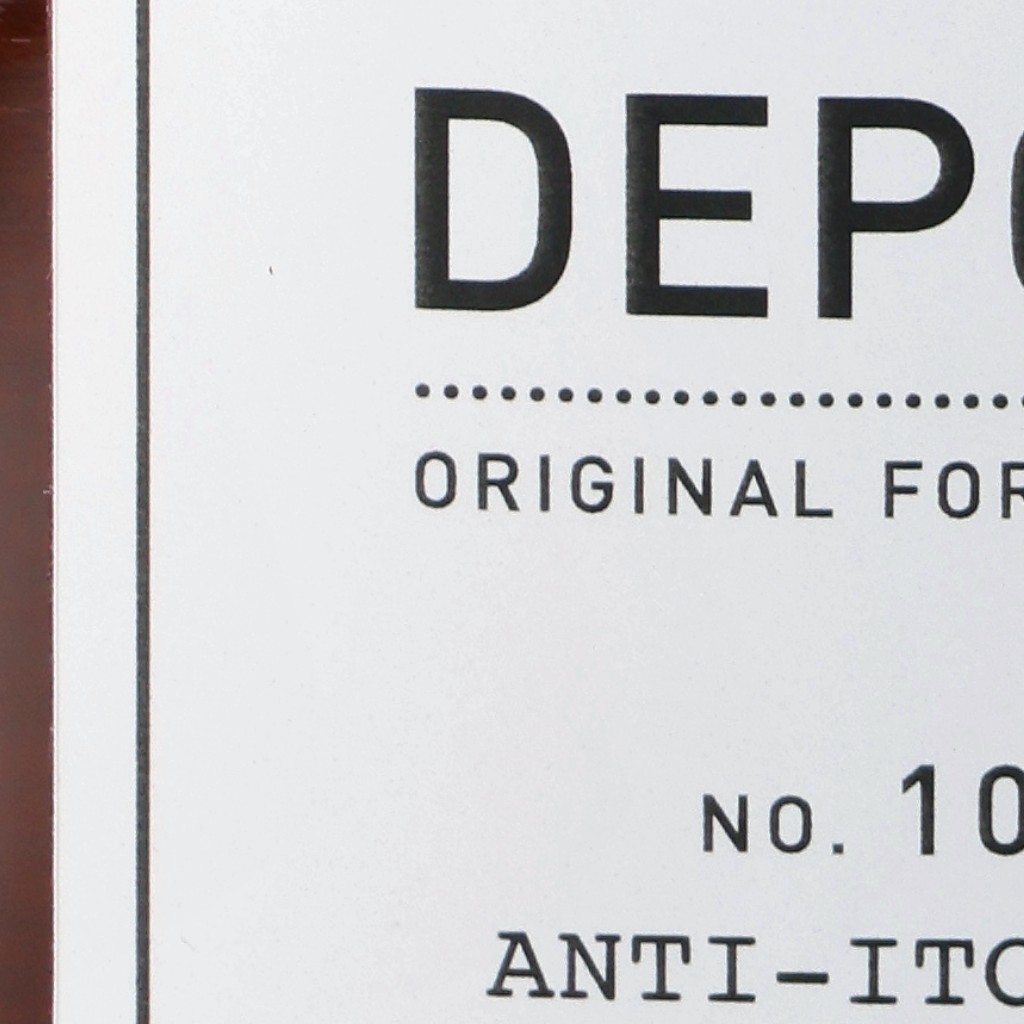 DEPO
ORIGINAL FOR
NO. 10
ANTI-ITC